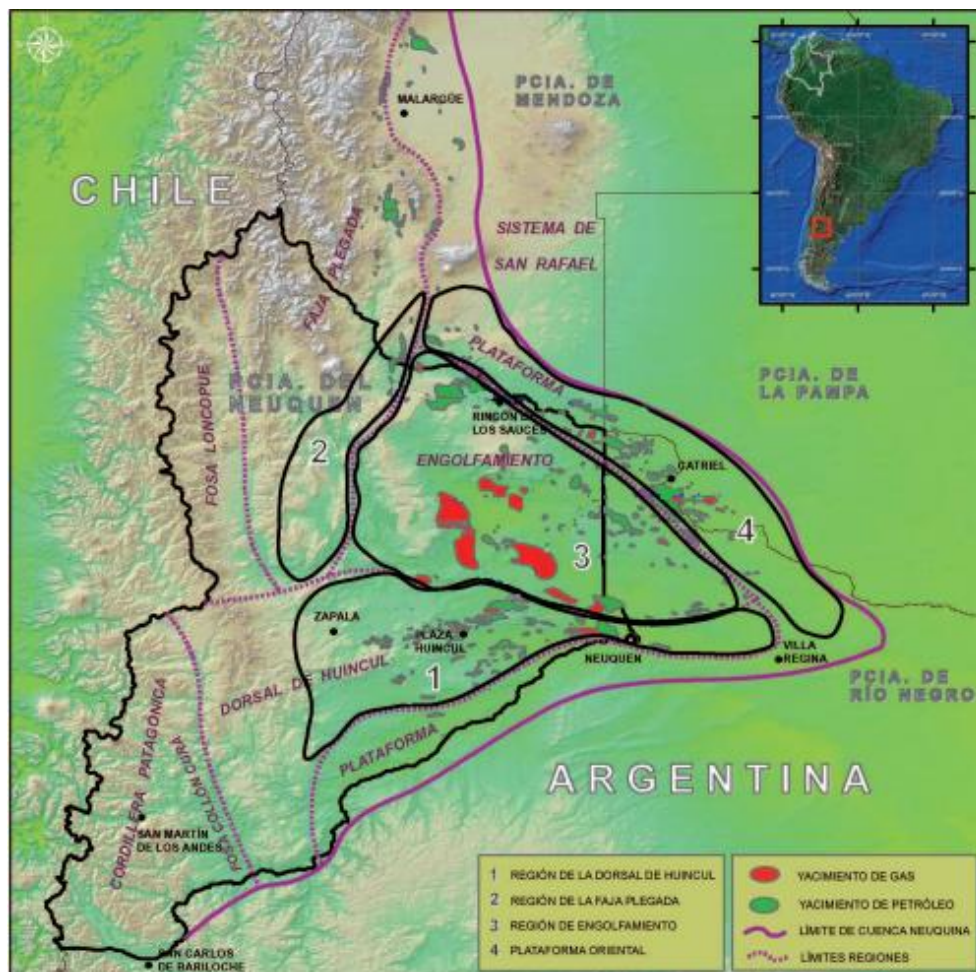 PCIA. DE
MENDOZA
MALARGÜE
CHILE
SISTEMA DE
SAN RAFAEL
FAJA PLEGADA
PLATAFORMA
PCIA. DE
LA PAMPA
PCIA. DEL
NEUQUEN
FOSA LONCOPUE
RINCON DE
LOS SAUCES
2
ENGOLFAMIENTO
CATRIEL
4
3
ZAPALA
PLAZA
HUINCUL
NEUQUEN
VILLA
REGINA
DORSAL DE HUINCUL
1
PCIA. DE
RÍO NEGRO
PLATAFORMA
CORDILLERA PATAGÓNICA
FOSA COLLÓN CURA
ARGENTINA
SAN MARTÍN
DE LOS ANDES
SAN CARLOS
DE BARILOCHE
1 REGIÓN DE LA DORSAL DE HUINCUL
2 REGIÓN DE LA FAJA PLEGADA
3 REGIÓN DE ENGOLFAMIENTO
4 PLATAFORMA ORIENTAL
YACIMIENTO DE GAS
YACIMIENTO DE PETRÓLEO
LÍMITE DE CUENCA NEUQUINA
LÍMITES REGIONES